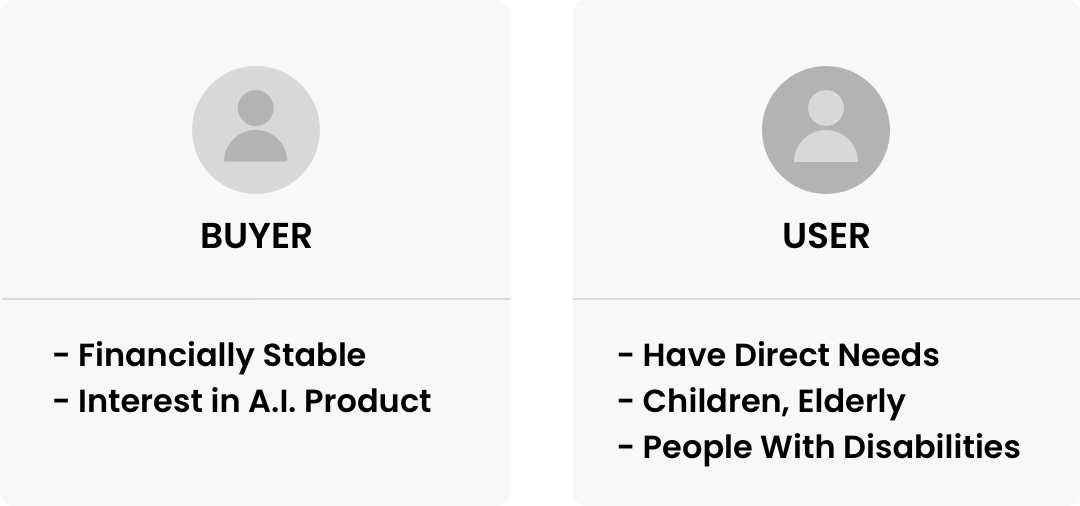 BUYER
- Financially Stable
- Interest in A.I. Product
USER
- Have Direct Needs
- Children, Elderly
- People With Disabilities